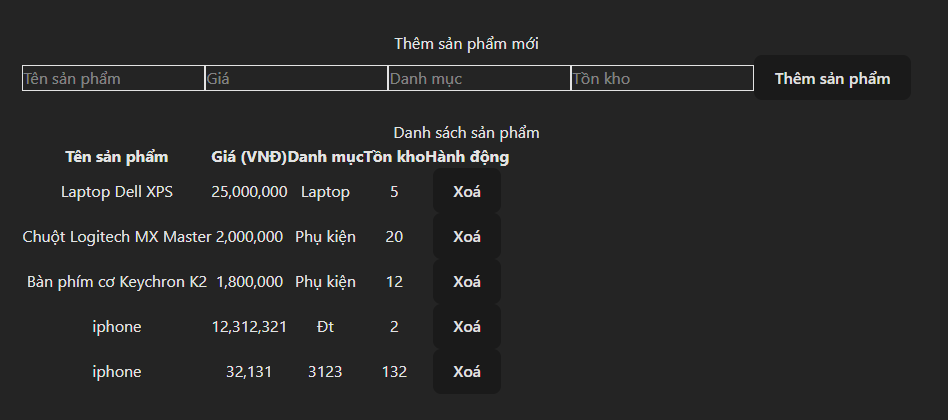 Thêm sản phẩm mới
Tên sản phẩm Giá Danh mục Tồn kho Thêm sản phẩm
Danh sách sản phẩm
Tên sản phẩm Giá (VNĐ) Danh mục Tồn kho Hành động
Laptop Dell XPS 25,000,000 Laptop 5 Xoá
Chuột Logitech MX Master 2,000,000 Phụ kiện 20 Xoá
Bàn phím cơ Keychron K2 1,800,000 Phụ kiện 12 Xoá
iphone 12,312,321 Đt 2 Xoá
iphone 32,131 3123 132 Xoá